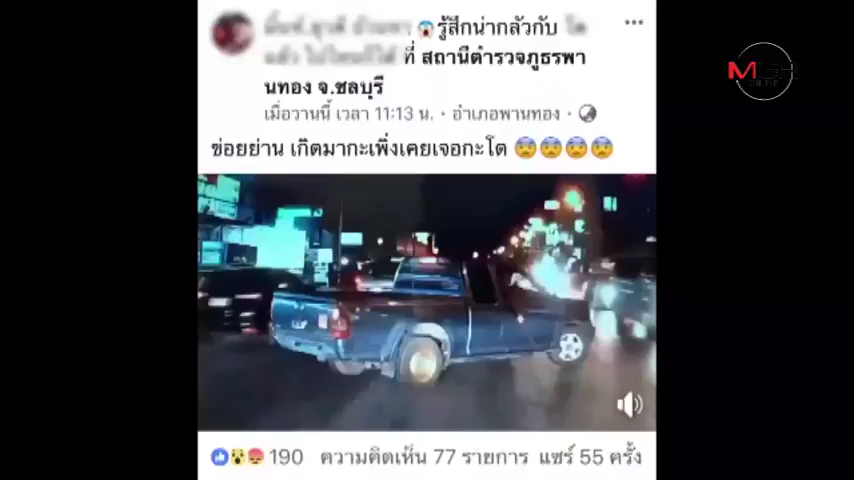 รู้สึกน่ากลัวกับ
ที่ สถานีตำรวจภูธรพา
นทอง จ.ชลบุรี
เมื่อวานนี้ เวลา 11:13 น. · อำเภอพานทอง ·
ข่อยย่าน เกิดมากะเพิ่งเคยเจอกะโต
190 ความคิดเห็น 77 รายการ แชร์ 55 ครั้ง